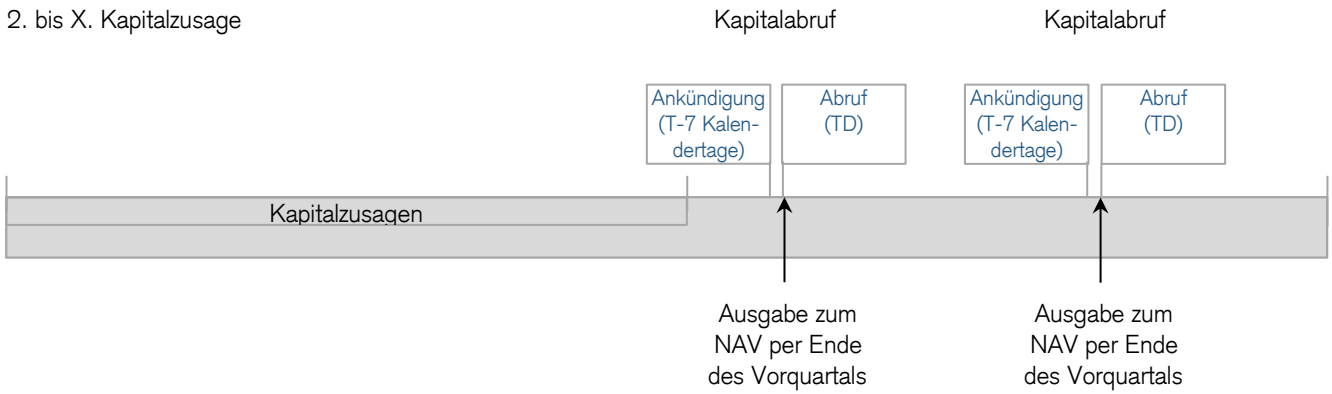 2. bis X. Kapitalzusage
Kapitalabruf
Kapitalabruf
Ankündigung
(T-7 Kalen-
dertage)
Abruf
(TD)
Ankündigung
(T-7 Kalen-
dertage)
Abruf
(TD)
Kapitalzusagen
Ausgabe zum
NAV per Ende
des Vorquartals
Ausgabe zum
NAV per Ende
des Vorquartals